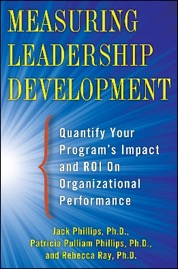 MEASURING
LEADERSHIP
DEVELOPMENT
Quantify Your
Program's Impact
and ROI On
Organizational
Performance
Jack Phillips, Ph.D.,
Patricia Pulliam Phillips, Ph.D.,
and Rebecca Ray, Ph.D.